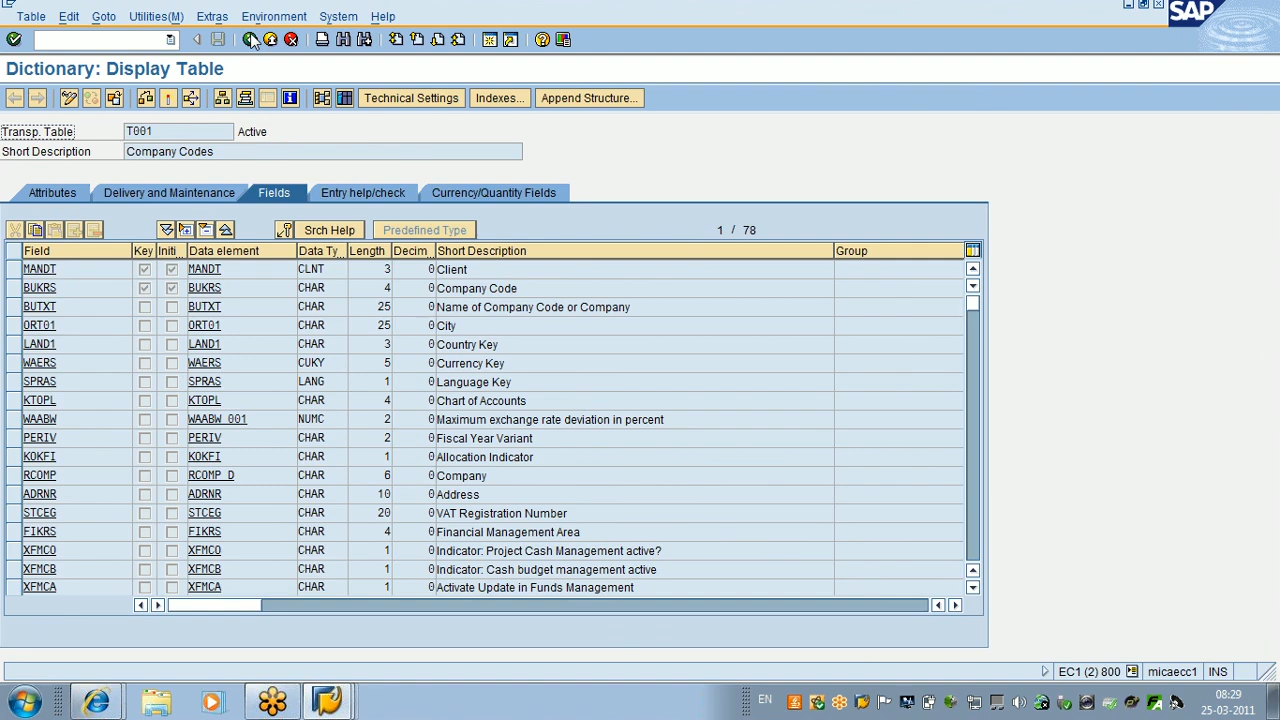 Table Edit Goto Utilities(M) Extras Environment System Help
SAP
Dictionary: Display Table
Technical Settings Indexes... Append Structure...
Transp. Table T001 Active
Short Description Company Codes
Attributes Delivery and Maintenance Fields Entry help/check Currency/Quantity Fields
Srch Help Predefined Type 1 / 78
Field Key Initi... Data element Data Ty... Length Decim... Short Description Group
MANDT MANDT CLNT 3 0 Client
BUKRS BUKRS CHAR 4 0 Company Code
BUTXT BUTXT CHAR 25 0 Name of Company Code or Company
ORT01 ORT01 CHAR 25 0 City
LAND1 LAND1 CHAR 3 0 Country Key
WAERS WAERS CUKY 5 0 Currency Key
SPRAS SPRAS LANG 1 0 Language Key
KTOPL KTOPL CHAR 4 0 Chart of Accounts
WAABW WAABW_001 NUMC 2 0 Maximum exchange rate deviation in percent
PERIV PERIV CHAR 2 0 Fiscal Year Variant
KOKFI KOKFI CHAR 1 0 Allocation Indicator
RCOMP RCOMP_D CHAR 6 0 Company
ADRNR ADRNR CHAR 10 0 Address
STCEG STCEG CHAR 20 0 VAT Registration Number
FIKRS FIKRS CHAR 4 0 Financial Management Area
XFMCO XFMCO CHAR 1 0 Indicator: Project Cash Management active?
XFMCB XFMCB CHAR 1 0 Indicator: Cash budget management active
XFMCA XFMCA CHAR 1 0 Activate Update in Funds Management
EC1 (2) 800 micaecc1 INS
EN 08:29
25-03-2011